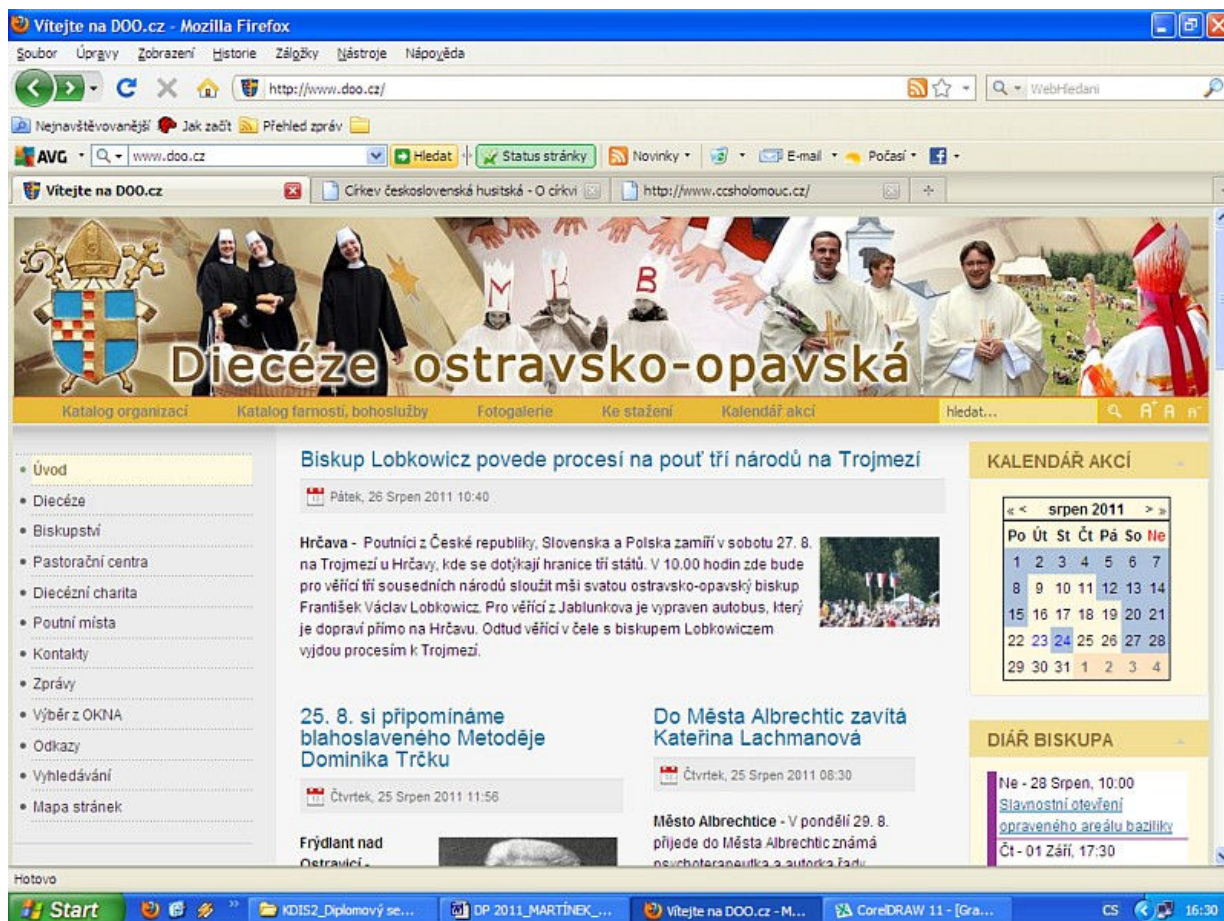 Vítejte na DOO.cz - Mozilla Firefox
Soubor Úpravy Zobrazení Historie Záložky Nástroje Nápověda
http://www.doo.cz/
WebHledani
Nejnavštěvovanější Jak začít Přehled zpráv
AVG www.doo.cz Hledat Status stránky Novinky E-mail Počasí
Vítejte na DOO.cz Církev československá husitská - O církvi http://www.ccsholomouc.cz/
M K B
Diecéze ostravsko-opavská
Katalog organizací Katalog farností, bohoslužby Fotogalerie Ke stažení Kalendář akcí hledat... A+ A A-
Úvod
Diecéze
Biskupství
Pastorační centra
Diecézní charita
Poutní místa
Kontakty
Zprávy
Výběr z OKNA
Odkazy
Vyhledávání
Mapa stránek
Biskup Lobkowicz povede procesí na pouť tří národů na Trojmezí
Pátek, 26 Srpen 2011 10:40
Hrčava - Poutníci z České republiky, Slovenska a Polska zamíří v sobotu 27. 8.
na Trojmezí u Hrčavy, kde se dotýkají hranice tří států. V 10.00 hodin zde bude
pro věřící tří sousedních národů sloužit mši svatou ostravsko-opavský biskup
František Václav Lobkowicz. Pro věřící z Jablunkova je vypraven autobus, který
je dopraví přímo na Hrčavu. Odtud věřící v čele s biskupem Lobkowiczem
vyjdou procesím k Trojmezí.
25. 8. si připomínáme
blahoslaveného Metoděje
Dominika Trčku
Čtvrtek, 25 Srpen 2011 11:56
Frýdlant nad
Ostravicí -
Do Města Albrechtic zavítá
Kateřina Lachmanová
Čtvrtek, 25 Srpen 2011 08:30
Město Albrechtice - V pondělí 29. 8.
přijede do Města Albrechtic známá
psychoterapeutka a autorka řady
KALENDÁŘ AKCÍ
« < srpen 2011 > »
Po Út St Čt Pá So Ne
1 2 3 4 5 6 7
8 9 10 11 12 13 14
15 16 17 18 19 20 21
22 23 24 25 26 27 28
29 30 31 1 2 3 4
DIÁŘ BISKUPA
Ne - 28 Srpen, 10:00
Slavnostní otevření
opraveného areálu baziliky
Čt - 01 Září, 17:30
Hotovo
Start KDIS2_Diplomový se... DP 2011_MARTÍNEK_... Vítejte na DOO.cz - M... CorelDRAW 11 - [Gra... CS 16:30